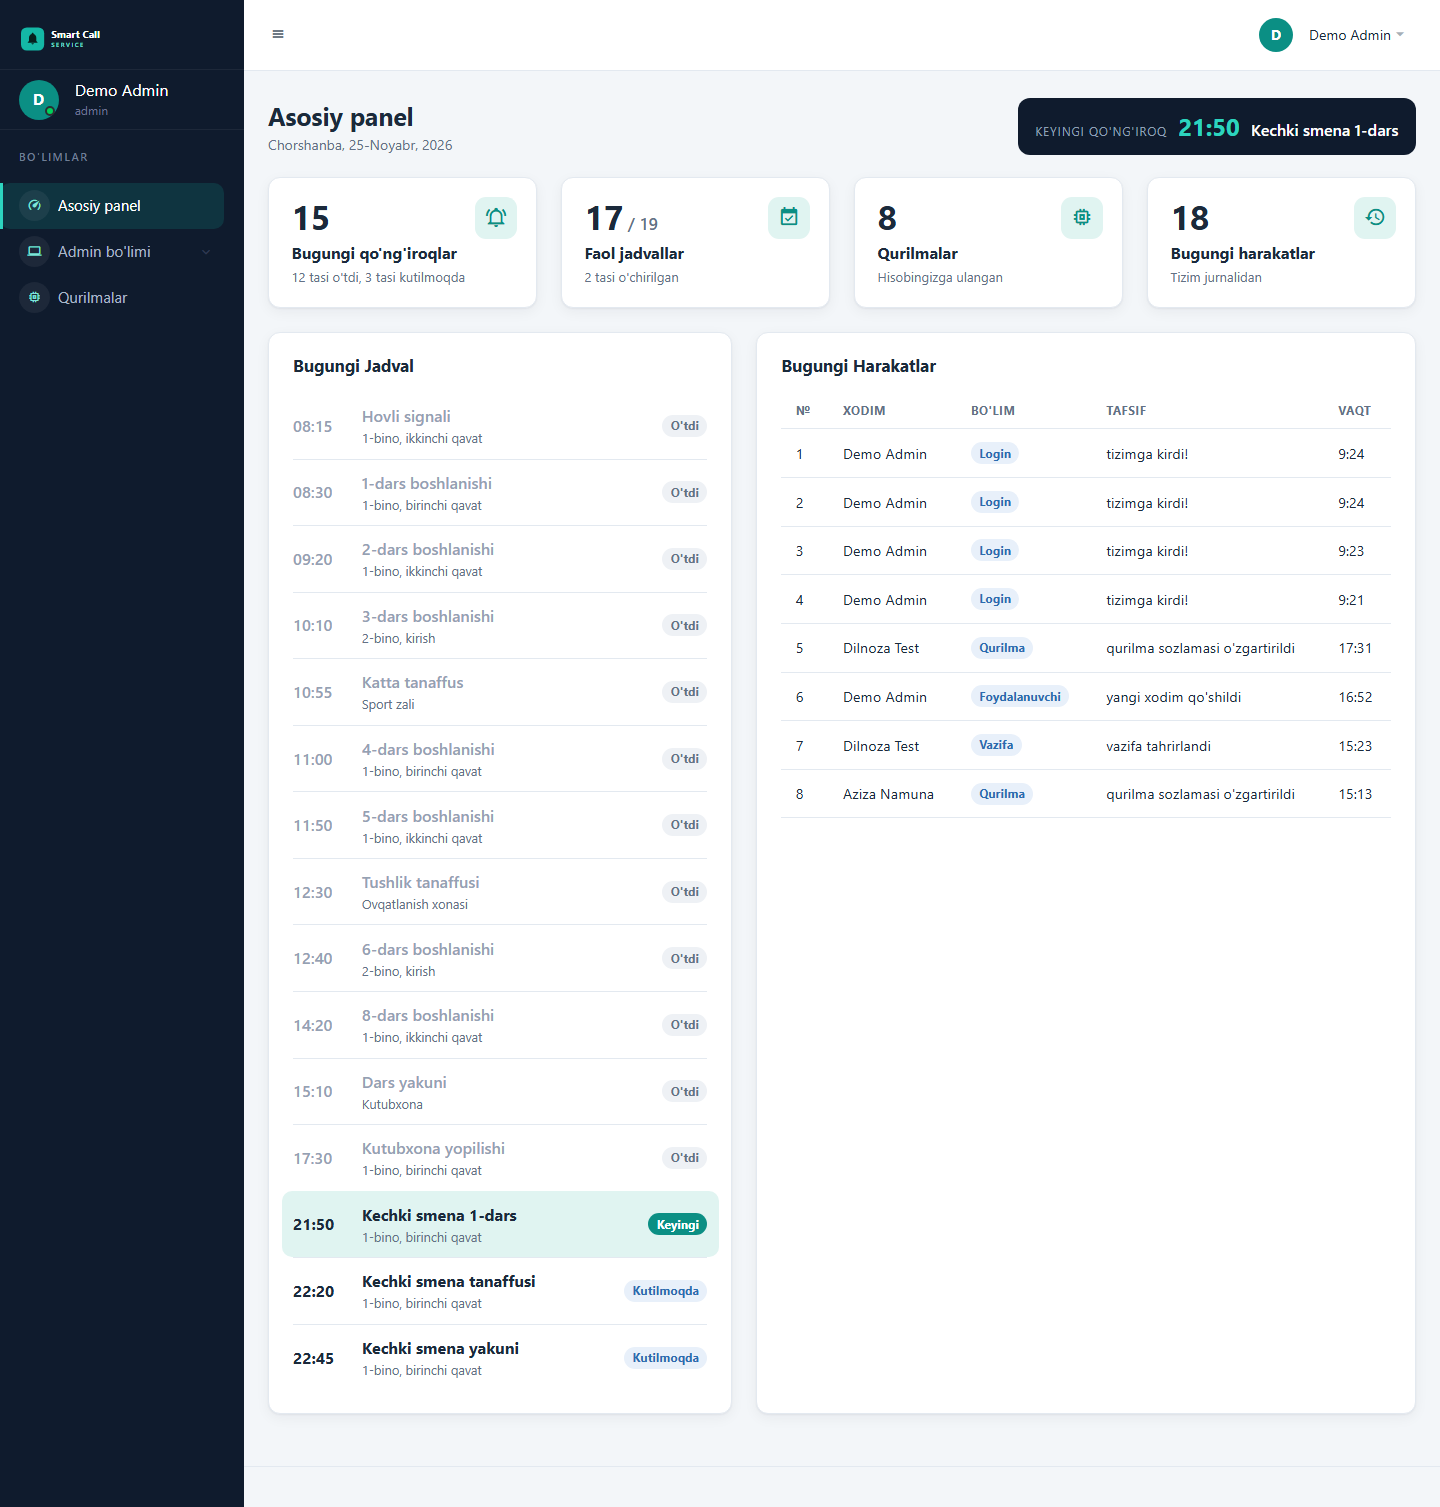 Smart Call
SERVICE
Demo Admin
admin
BO'LIMLAR
Asosiy panel
Admin bo'limi
Qurilmalar
D
Demo Admin
D
Asosiy panel
Chorshanba, 25-Noyabr, 2026
KEYINGI QO'NG'IROQ 21:50 Kechki smena 1-dars
15
Bugungi qo'ng'iroqlar
12 tasi o'tdi, 3 tasi kutilmoqda
17 / 19
Faol jadvallar
2 tasi o'chirilgan
8
Qurilmalar
Hisobingizga ulangan
18
Bugungi harakatlar
Tizim jurnalidan
Bugungi Jadval
08:15 Hovli signali O'tdi
1-bino, ikkinchi qavat
08:30 1-dars boshlanishi O'tdi
1-bino, birinchi qavat
09:20 2-dars boshlanishi O'tdi
1-bino, ikkinchi qavat
10:10 3-dars boshlanishi O'tdi
2-bino, kirish
10:55 Katta tanaffus O'tdi
Sport zali
11:00 4-dars boshlanishi O'tdi
1-bino, birinchi qavat
11:50 5-dars boshlanishi O'tdi
1-bino, ikkinchi qavat
12:30 Tushlik tanaffusi O'tdi
Ovqatlanish xonasi
12:40 6-dars boshlanishi O'tdi
2-bino, kirish
14:20 8-dars boshlanishi O'tdi
1-bino, ikkinchi qavat
15:10 Dars yakuni O'tdi
Kutubxona
17:30 Kutubxona yopilishi O'tdi
1-bino, birinchi qavat
21:50 Kechki smena 1-dars Keyingi
1-bino, birinchi qavat
22:20 Kechki smena tanaffusi Kutilmoqda
1-bino, birinchi qavat
22:45 Kechki smena yakuni Kutilmoqda
1-bino, birinchi qavat
Bugungi Harakatlar
№ XODIM BO'LIM TAFSIF VAQT
1 Demo Admin Login tizimga kirdi! 9:24
2 Demo Admin Login tizimga kirdi! 9:24
3 Demo Admin Login tizimga kirdi! 9:23
4 Demo Admin Login tizimga kirdi! 9:21
5 Dilnoza Test Qurilma qurilma sozlamasi o'zgartirildi 17:31
6 Demo Admin Foydalanuvchi yangi xodim qo'shildi 16:52
7 Dilnoza Test Vazifa vazifa tahrirlandi 15:23
8 Aziza Namuna Qurilma qurilma sozlamasi o'zgartirildi 15:13